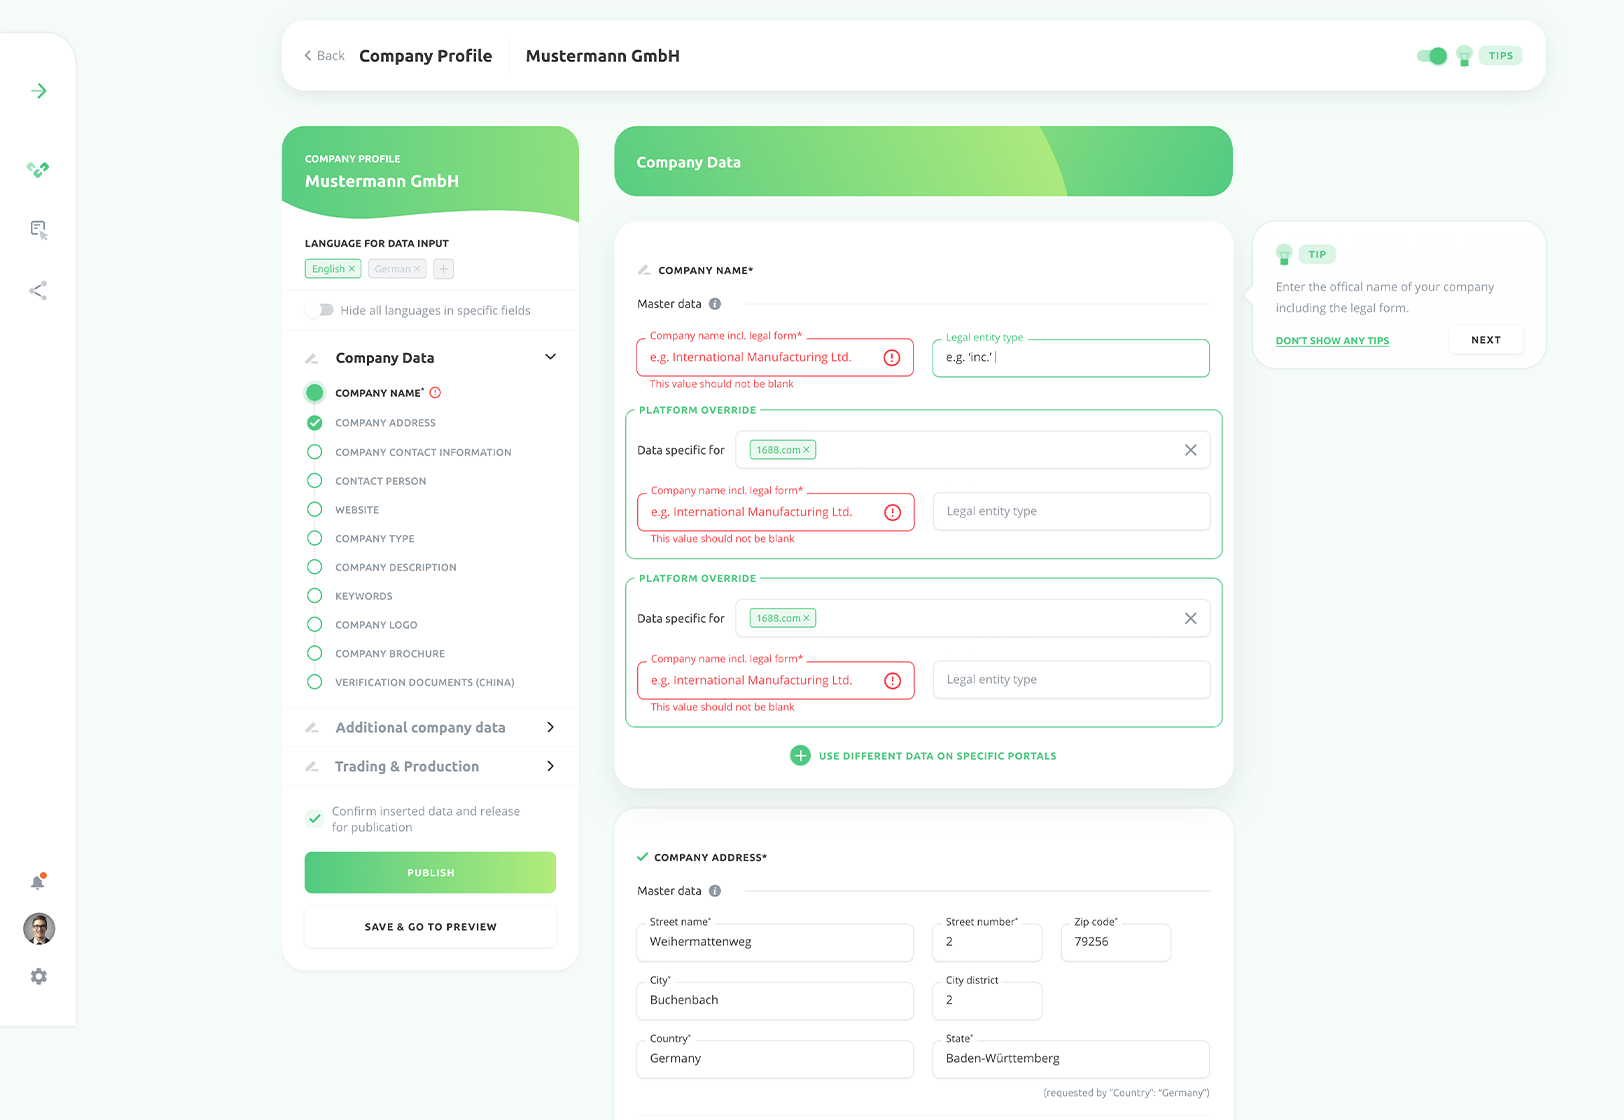 Back Company Profile Mustermann GmbH TIPS
COMPANY PROFILE
Mustermann GmbH
LANGUAGE FOR DATA INPUT
English × German × +
Hide all languages in specific fields
Company Data
COMPANY NAME*
COMPANY ADDRESS
COMPANY CONTACT INFORMATION
CONTACT PERSON
WEBSITE
COMPANY TYPE
COMPANY DESCRIPTION
KEYWORDS
COMPANY LOGO
COMPANY BROCHURE
VERIFICATION DOCUMENTS (CHINA)
Additional company data
Trading & Production
Confirm inserted data and release
for publication
PUBLISH
SAVE & GO TO PREVIEW
Company Data
COMPANY NAME*
Master data
Company name incl. legal form* Legal entity type
e.g. International Manufacturing Ltd. e.g. ‘inc.’
This value should not be blank
PLATFORM OVERRIDE
Data specific for 1688.com ×
Company name incl. legal form*
e.g. International Manufacturing Ltd. Legal entity type
This value should not be blank
PLATFORM OVERRIDE
Data specific for 1688.com ×
Company name incl. legal form*
e.g. International Manufacturing Ltd. Legal entity type
This value should not be blank
USE DIFFERENT DATA ON SPECIFIC PORTALS
COMPANY ADDRESS*
Master data
Street name* Street number* Zip code*
Weihermattenweg 2 79256
City* City district
Buchenbach 2
Country* State*
Germany Baden-Württemberg
(requested by “Country”: “Germany”)
TIP
Enter the offical name of your company
including the legal form.
DON’T SHOW ANY TIPS NEXT